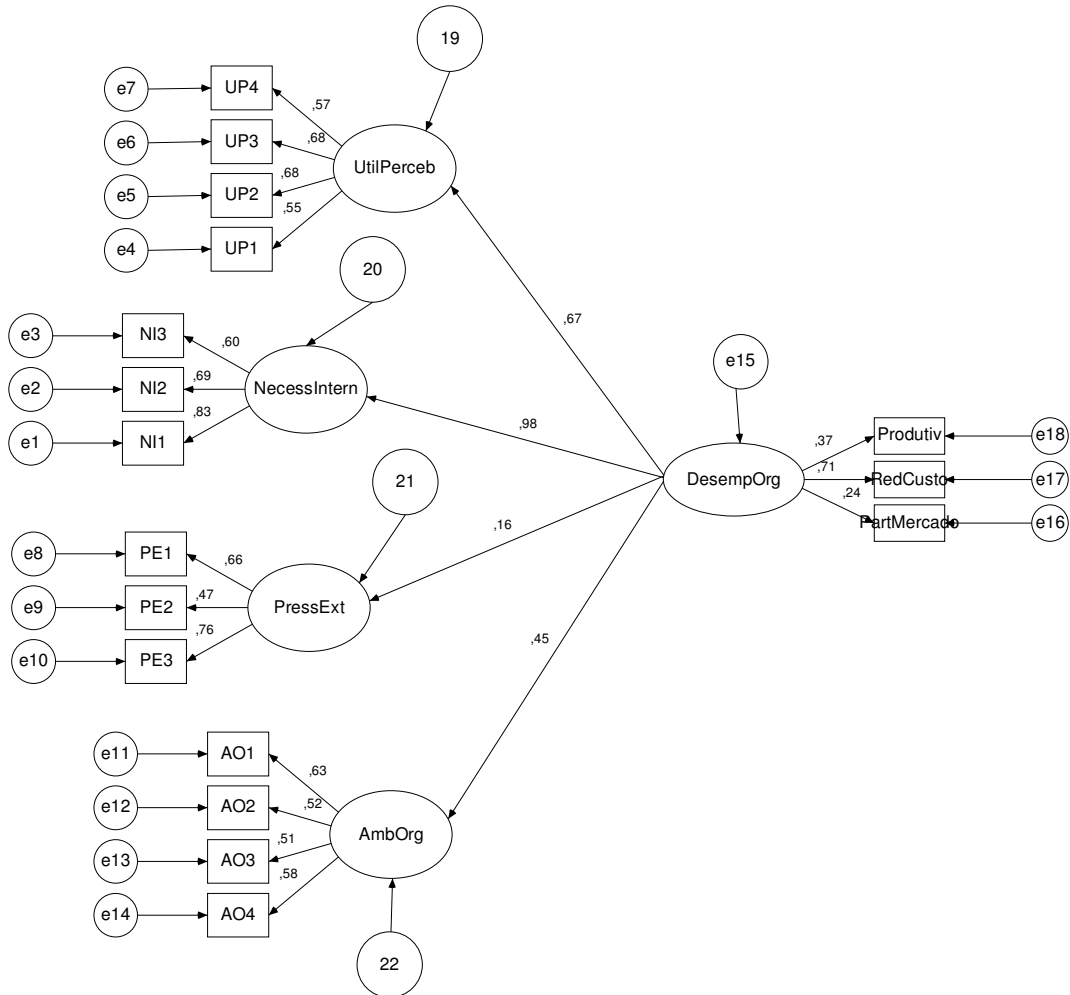 19
e7
UP4
,57
e6
UP3
,68
UtilPerceb
e5
UP2
,68
e4
UP1
,55
20
,67
e3
NI3
,60
e2
NI2
,69
NecessIntern
e1
NI1
,83
,98
e15
21
DesempOrg
,37
Produtiv
e18
,71
RedCusto
e17
,24
PartMercado
e16
,16
e8
PE1
,66
e9
PE2
,47
PressExt
e10
PE3
,76
,45
e11
AO1
,63
e12
AO2
,52
AmbOrg
e13
AO3
,51
e14
AO4
,58
22